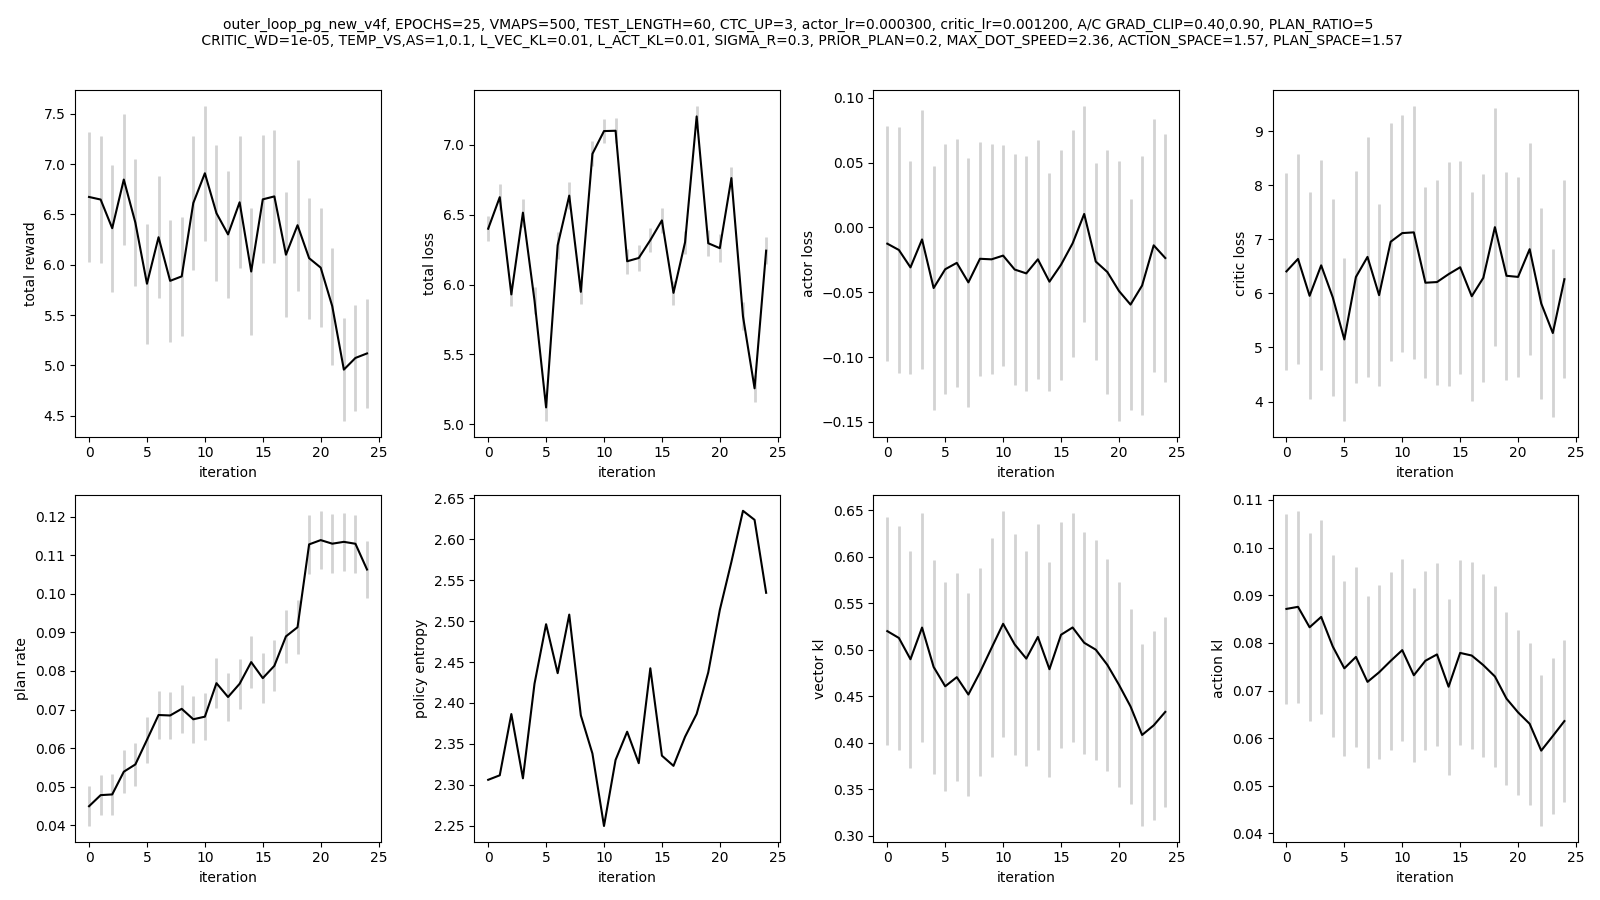 outer_loop_pg_new_v4f, EPOCHS=25, VMAPS=500, TEST_LENGTH=60, CTC_UP=3, actor_lr=0.000300, critic_lr=0.001200, A/C GRAD_CLIP=0.40,0.90, PLAN_RATIO=5
CRITIC_WD=1e-05, TEMP_VS,AS=1,0.1, L_VEC_KL=0.01, L_ACT_KL=0.01, SIGMA_R=0.3, PRIOR_PLAN=0.2, MAX_DOT_SPEED=2.36, ACTION_SPACE=1.57, PLAN_SPACE=1.57
total reward
7.5
7.0
6.5
6.0
5.5
5.0
4.5
0 5 10 15 20 25
iteration
total loss
7.0
6.5
6.0
5.5
5.0
0 5 10 15 20 25
iteration
actor loss
0.10
0.05
0.00
−0.05
−0.10
−0.15
0 5 10 15 20 25
iteration
critic loss
9
8
7
6
5
4
0 5 10 15 20 25
iteration
plan rate
0.12
0.11
0.10
0.09
0.08
0.07
0.06
0.05
0.04
0 5 10 15 20 25
iteration
policy entropy
2.65
2.60
2.55
2.50
2.45
2.40
2.35
2.30
2.25
0 5 10 15 20 25
iteration
vector kl
0.65
0.60
0.55
0.50
0.45
0.40
0.35
0.30
0 5 10 15 20 25
iteration
action kl
0.11
0.10
0.09
0.08
0.07
0.06
0.05
0.04
0 5 10 15 20 25
iteration